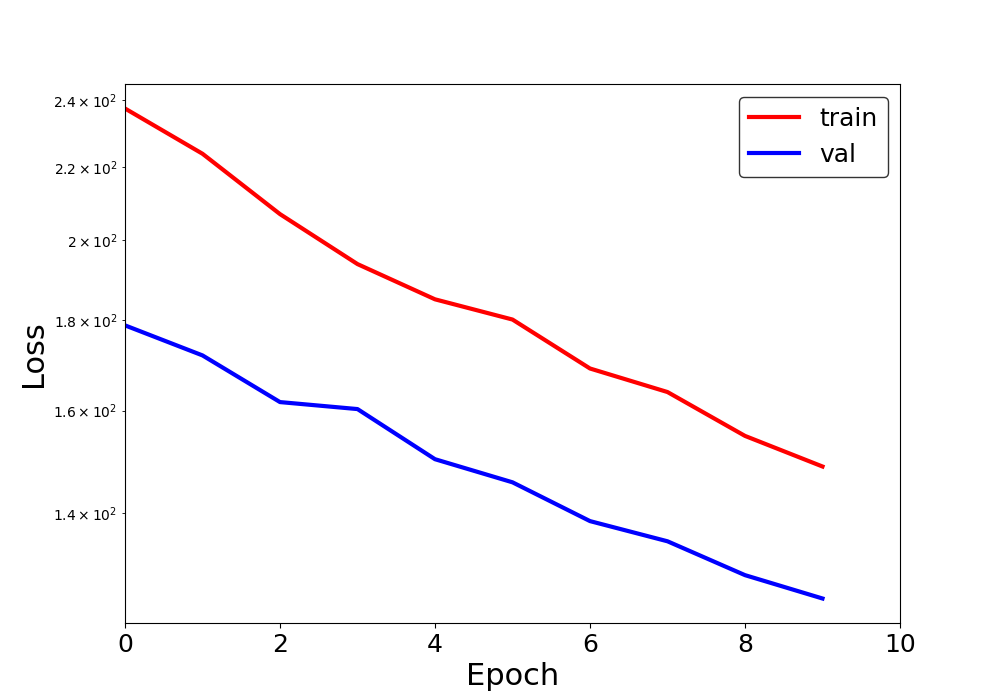 2.4 × 10²
2.2 × 10²
2 × 10²
1.8 × 10²
1.6 × 10²
1.4 × 10²
Loss
train
val
0 2 4 6 8 10
Epoch